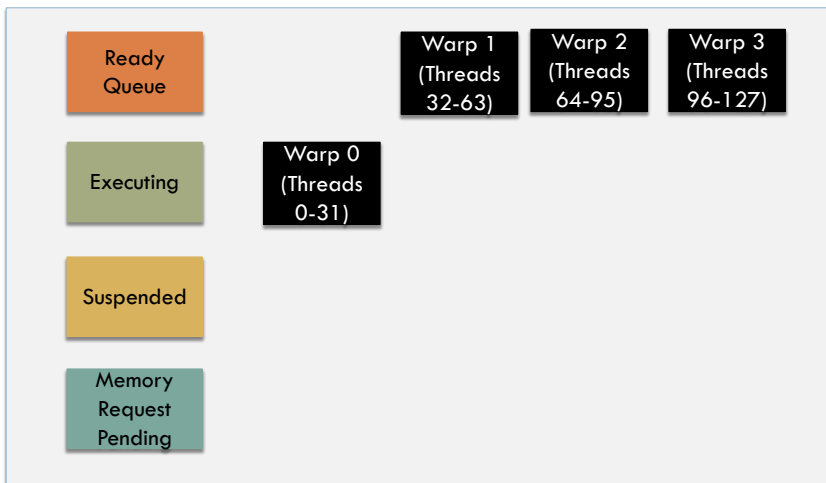 Ready
Queue
Warp 1
(Threads
32-63)
Warp 2
(Threads
64-95)
Warp 3
(Threads
96-127)
Executing
Warp 0
(Threads
0-31)
Suspended
Memory
Request
Pending